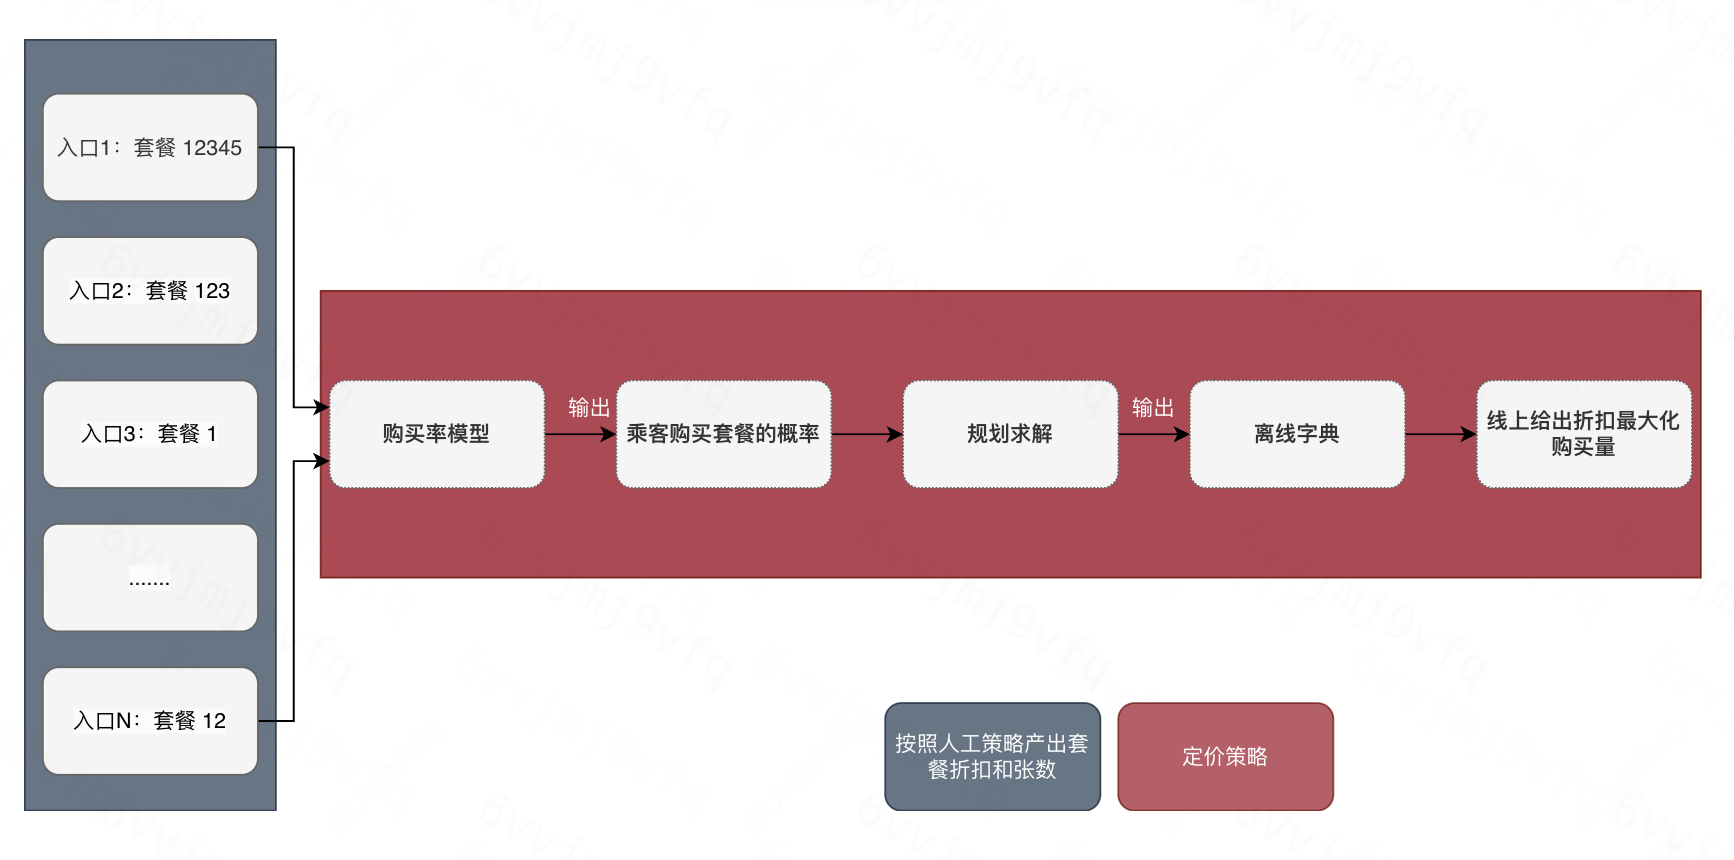 入口1：套餐 12345
入口2：套餐 123
入口3：套餐 1
.......
入口N：套餐 12
购买率模型
输出
乘客购买套餐的概率
规划求解
输出
离线字典
线上给出折扣最大化
购买量
按照人工策略产出套
餐折扣和张数
定价策略
6vvjmj9vfq